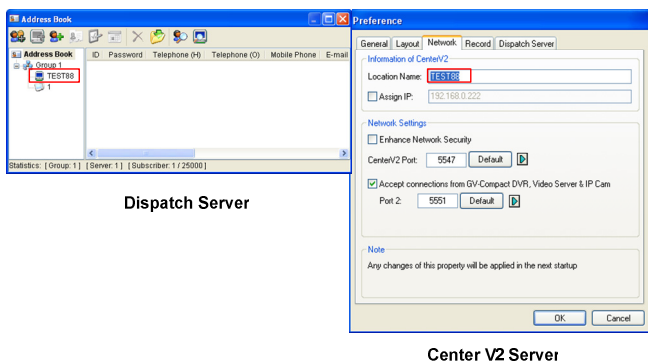 Address Book
Address Book
Group 1
TEST88
1
ID Password Telephone (H) Telephone (O) Mobile Phone E-mail
Statistics: [ Group: 1 ] [ Server: 1 ] [ Subscriber: 1 / 25000 ]
Dispatch Server
Preference
General Layout Network Record Dispatch Server
Information of CenterV2
Location Name: TEST88
Assign IP: 192.168.0.222
Network Settings
Enhance Network Security
CenterV2 Port: 5547 Default
Accept connections from GV-Compact DVR, Video Server & IP Cam
Port 2: 5551 Default
Note
Any changes of this property will be applied in the next startup
OK Cancel
Center V2 Server